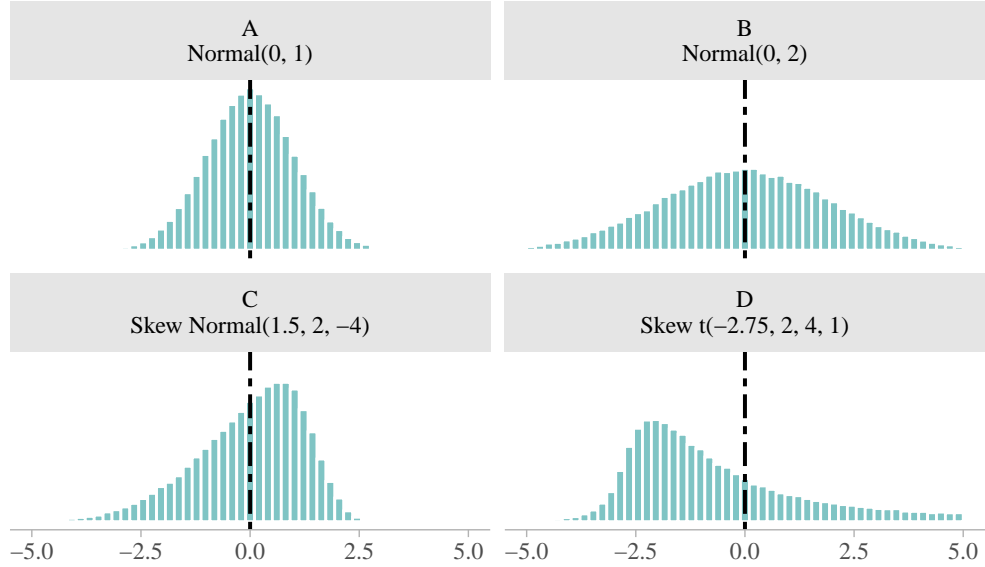 A
Normal(0, 1)
B
Normal(0, 2)
C
Skew Normal(1.5, 2, −4)
D
Skew t(−2.75, 2, 4, 1)
−5.0 −2.5 0.0 2.5 5.0
−5.0 −2.5 0.0 2.5 5.0